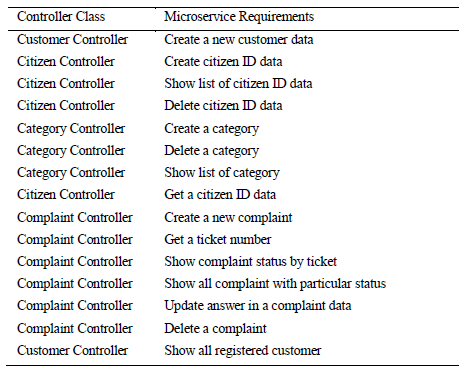 Controller Class Microservice Requirements
Customer Controller Create a new customer data
Citizen Controller Create citizen ID data
Citizen Controller Show list of citizen ID data
Citizen Controller Delete citizen ID data
Category Controller Create a category
Category Controller Delete a category
Category Controller Show list of category
Citizen Controller Get a citizen ID data
Complaint Controller Create a new complaint
Complaint Controller Get a ticket number
Complaint Controller Show complaint status by ticket
Complaint Controller Show all complaint with particular status
Complaint Controller Update answer in a complaint data
Complaint Controller Delete a complaint
Customer Controller Show all registered customer